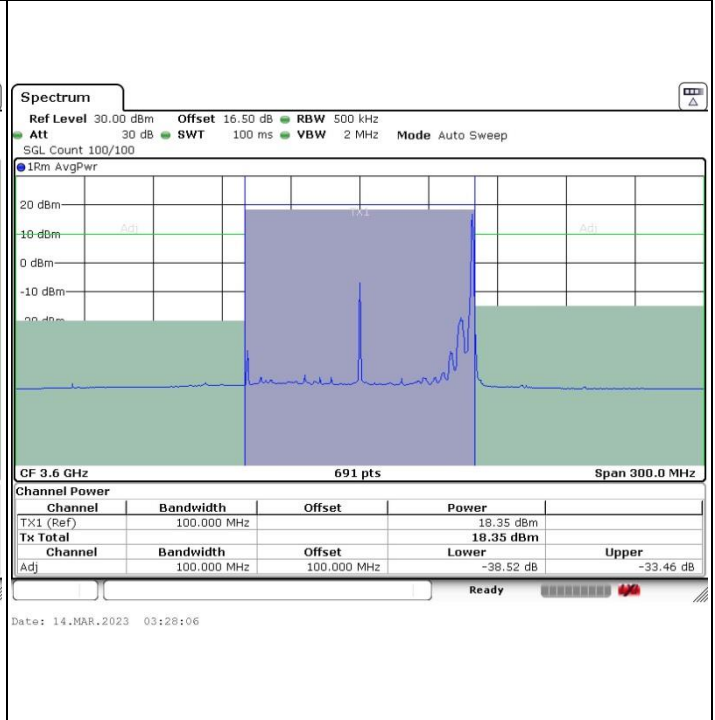 Spectrum
Ref Level 30.00 dBm Offset 16.50 dB RBW 500 kHz
Att 30 dB SWT 100 ms VBW 2 MHz Mode Auto Sweep
SGL Count 100/100
1Rm AvgPwr
20 dBm
TX1
Adj Adj
10 dBm
0 dBm
-10 dBm
-20 dBm
CF 3.6 GHz 691 pts Span 300.0 MHz
Channel Power
Channel Bandwidth Offset Power
TX1 (Ref) 100.000 MHz 18.35 dBm
Tx Total 18.35 dBm
Channel Bandwidth Offset Lower Upper
Adj 100.000 MHz 100.000 MHz -38.52 dB -33.46 dB
Ready
Date: 14.MAR.2023 03:28:06